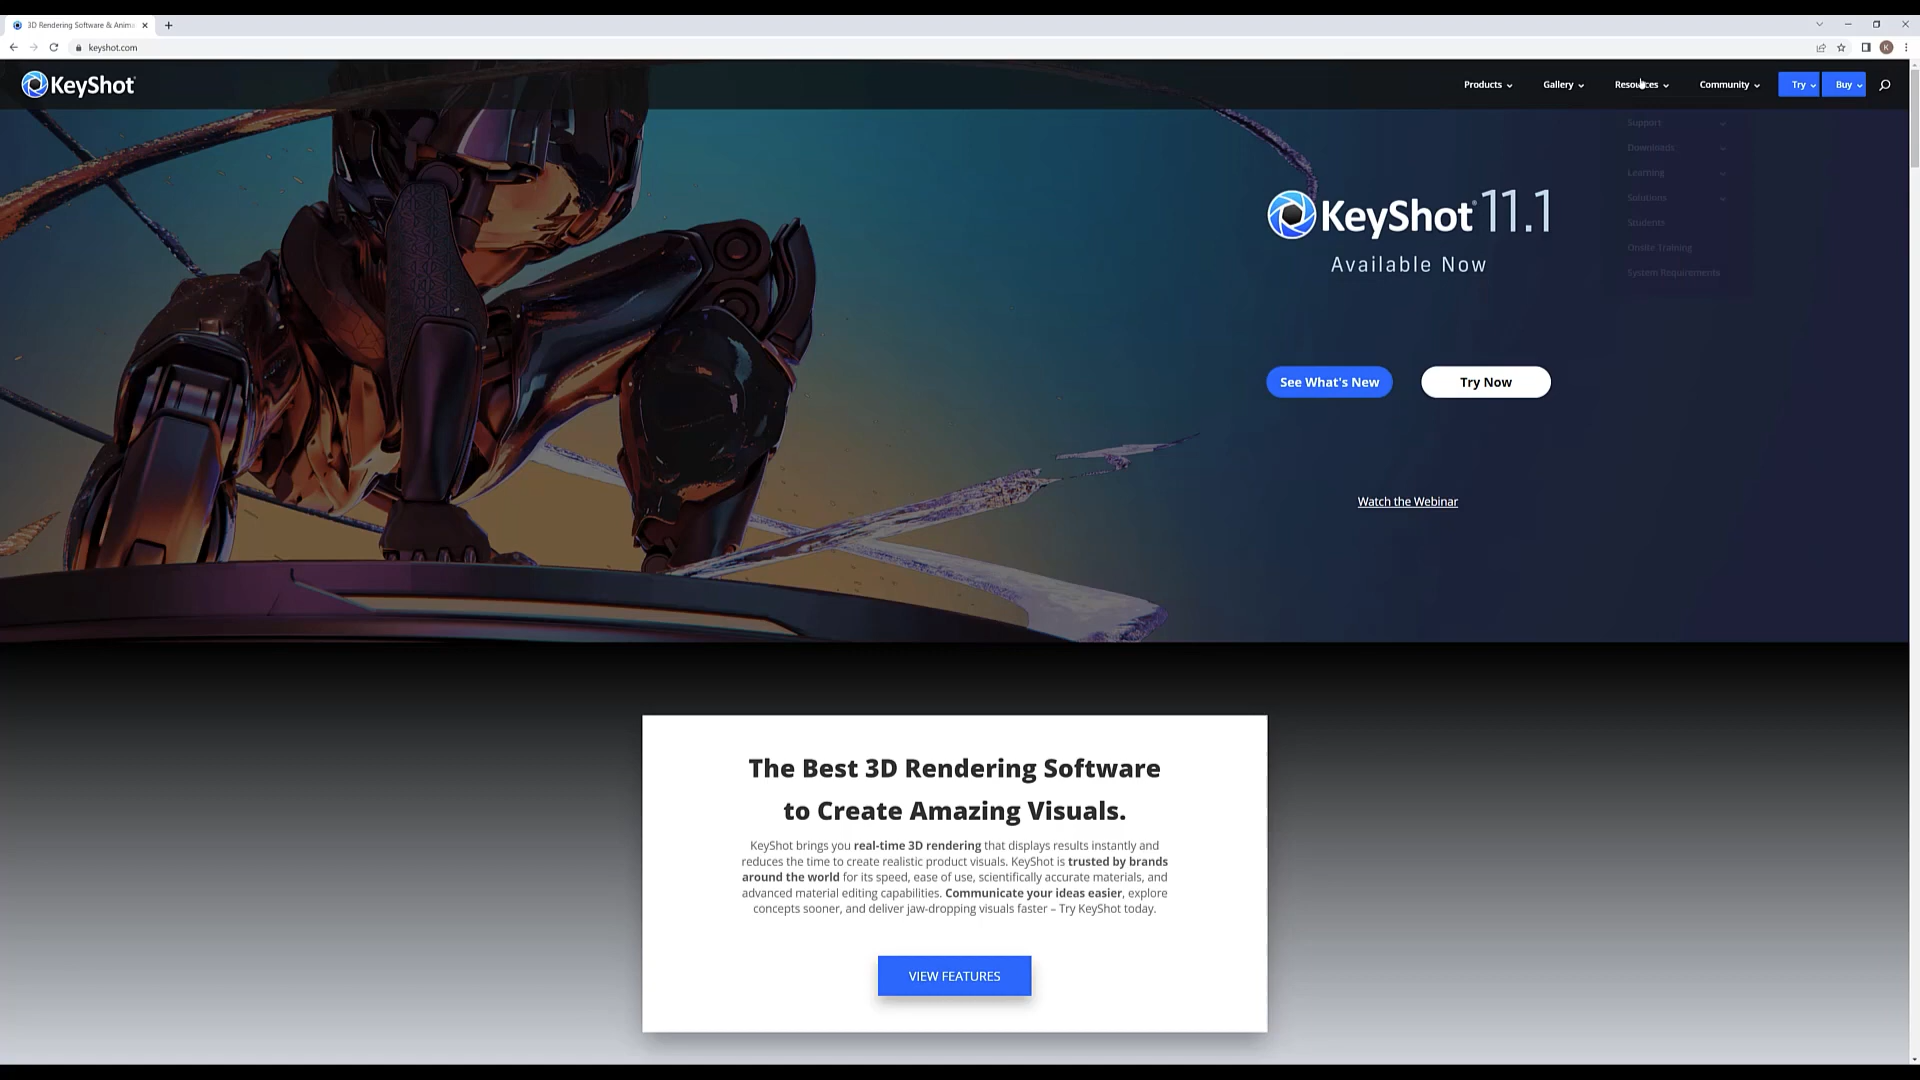 3D Rendering Software & Anima
keyshot.com
K
KeyShot
Products
Gallery
Resources
Community
Try
Buy
Support
Downloads
Learning
Solutions
Students
Onsite Training
System Requirements
KeyShot 11.1
Available Now
See What's New
Try Now
Watch the Webinar
The Best 3D Rendering Software
to Create Amazing Visuals.
KeyShot brings you real-time 3D rendering that displays results instantly and
reduces the time to create realistic product visuals. KeyShot is trusted by brands
around the world for its speed, ease of use, scientifically accurate materials, and
advanced material editing capabilities. Communicate your ideas easier, explore
concepts sooner, and deliver jaw-dropping visuals faster – Try KeyShot today.
VIEW FEATURES